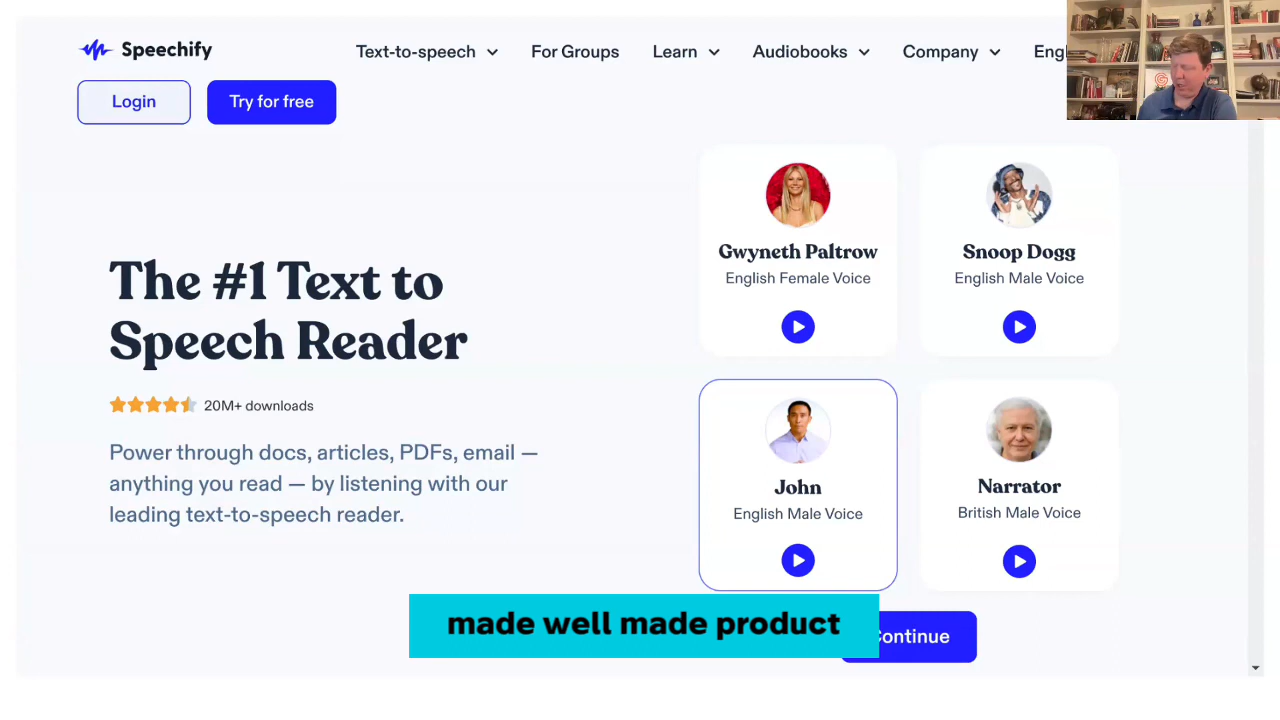 Speechify
Text-to-speech
For Groups
Learn
Audiobooks
Company
Engl
Login
Try for free
The #1 Text to
Speech Reader
20M+ downloads
Power through docs, articles, PDFs, email —
anything you read — by listening with our
leading text-to-speech reader.
Gwyneth Paltrow
English Female Voice
Snoop Dogg
English Male Voice
John
English Male Voice
Narrator
British Male Voice
made well made product
Continue